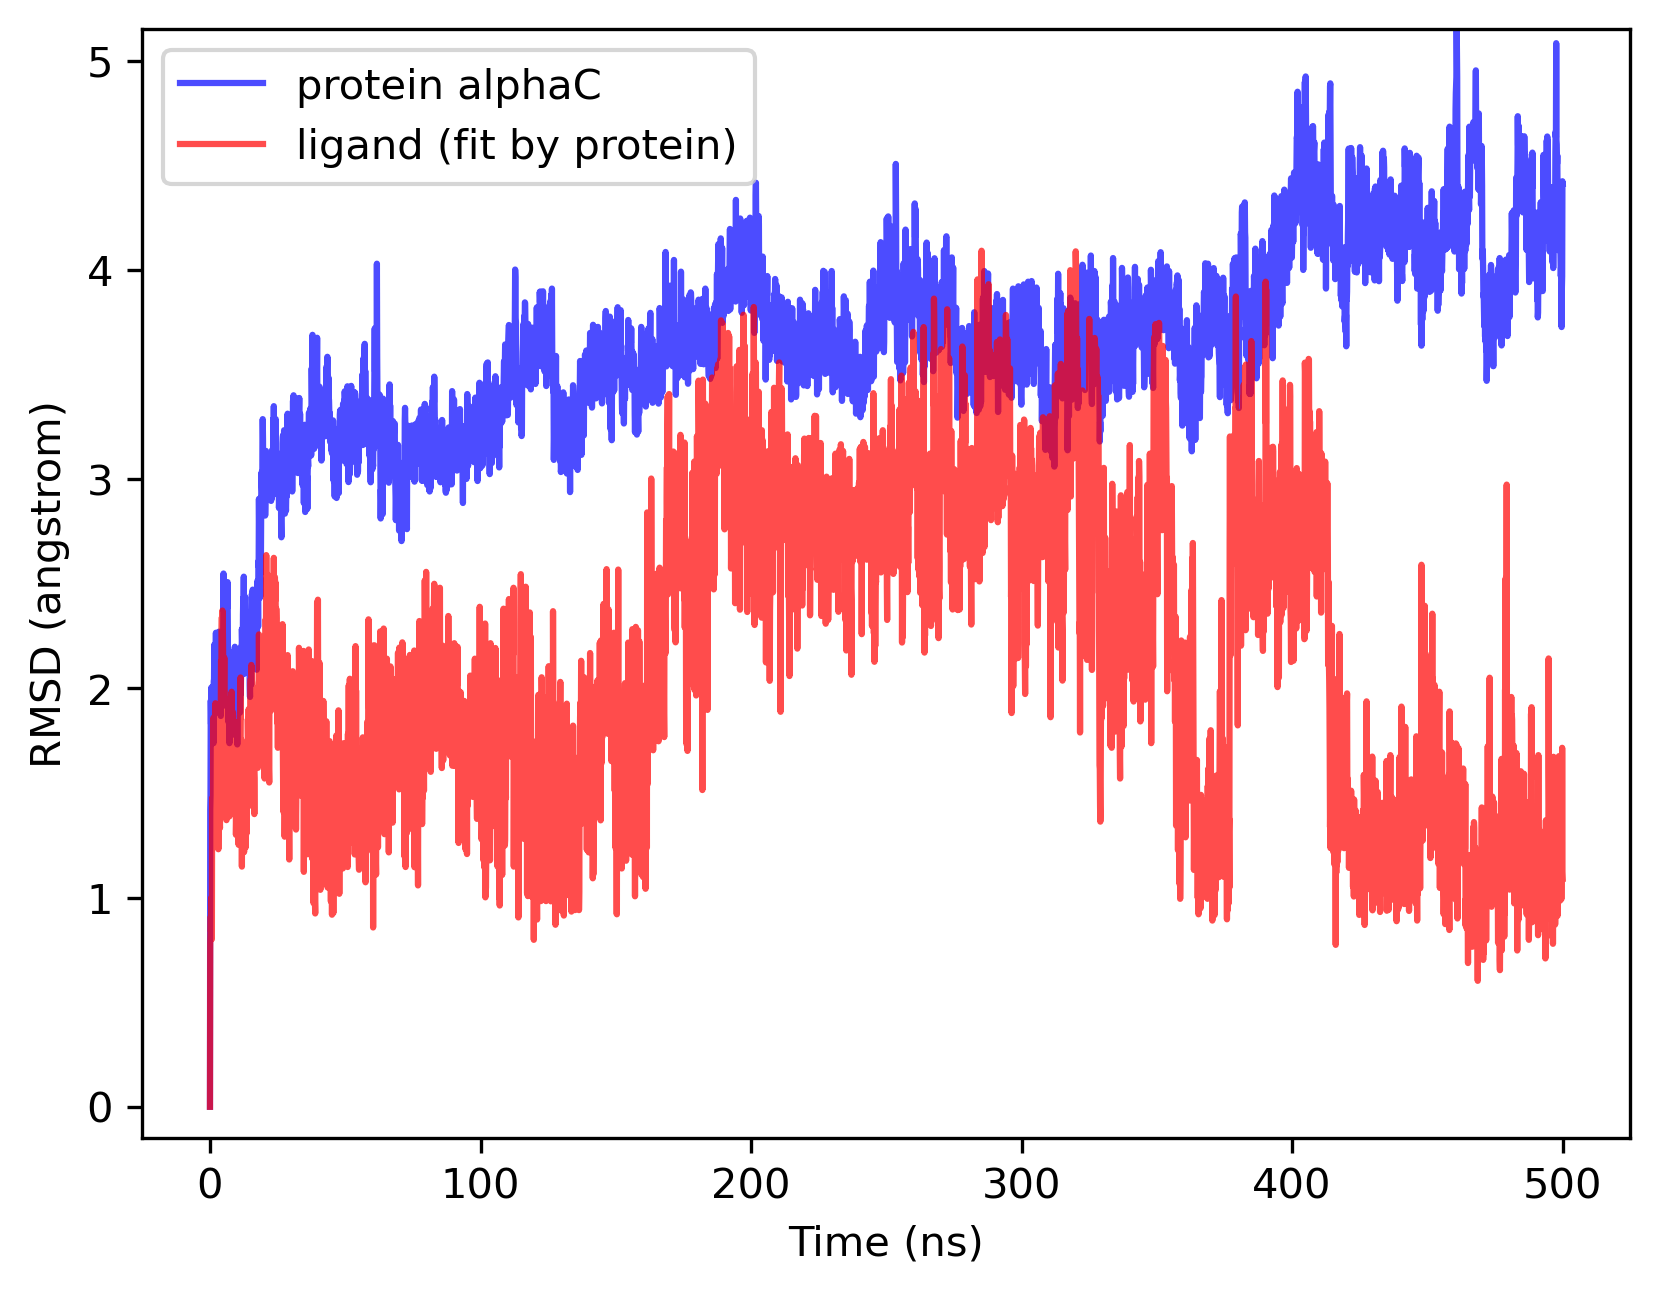 protein alphaC
ligand (fit by protein)
RMSD (angstrom)
5
4
3
2
1
0
0 100 200 300 400 500
Time (ns)